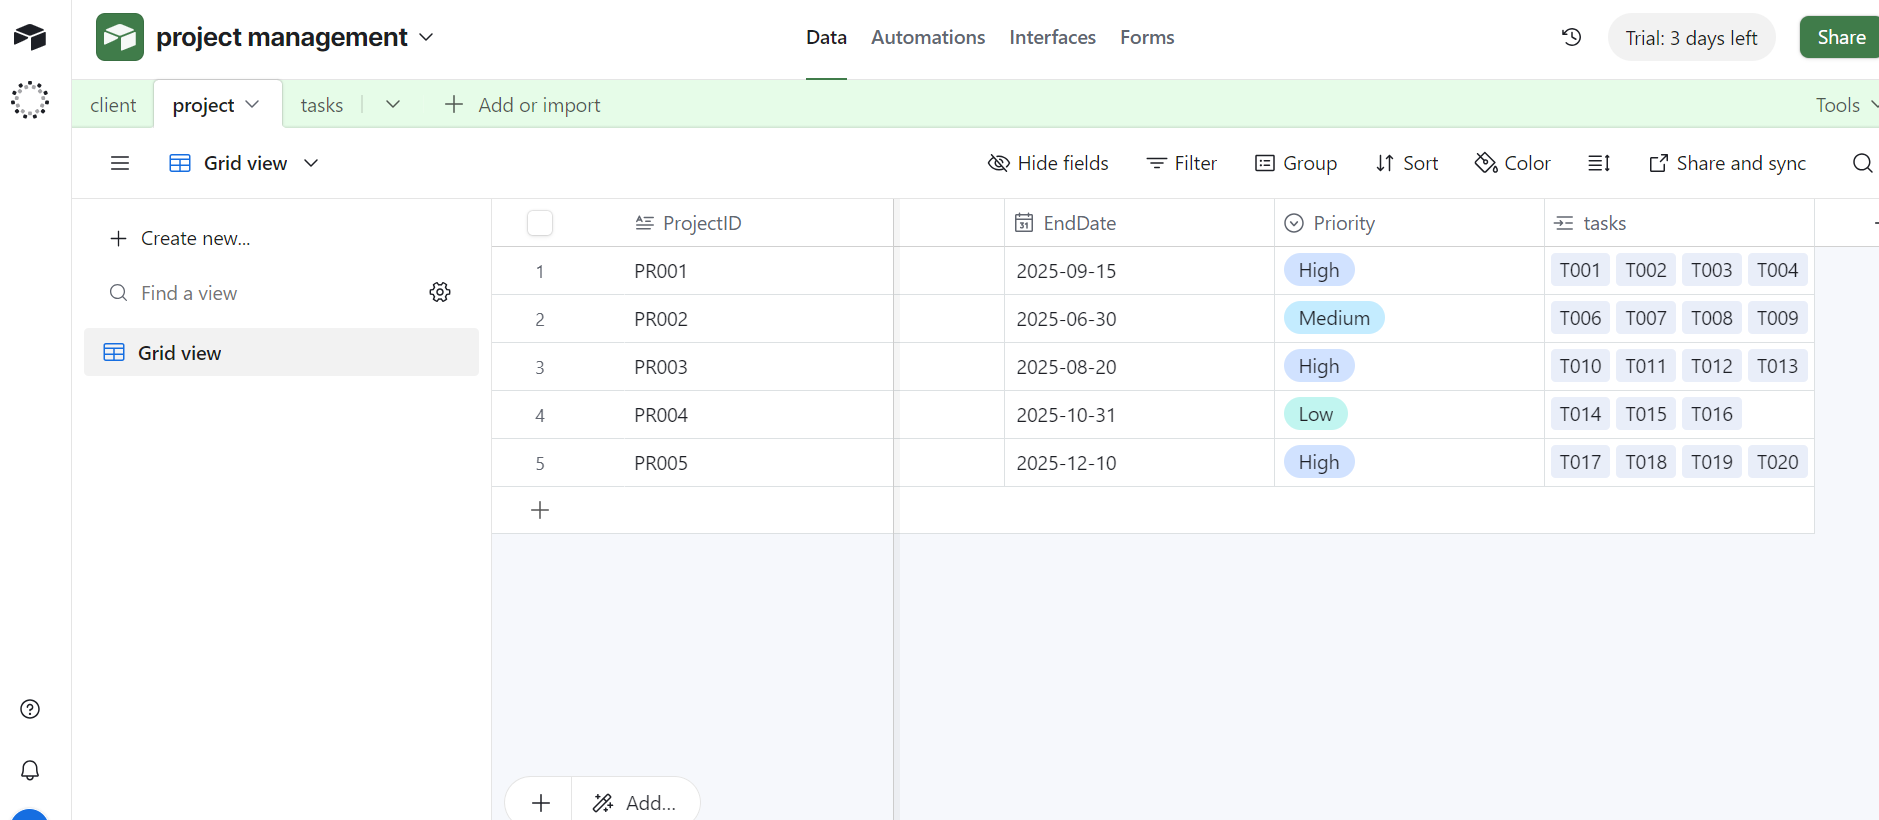 project management
Data Automations Interfaces Forms
Trial: 3 days left
Share
client project tasks Add or import
Tools
Grid view
Hide fields Filter Group Sort Color Share and sync
Create new...
Find a view
Grid view
ProjectID EndDate Priority tasks
1 PR001 2025-09-15 High T001 T002 T003 T004
2 PR002 2025-06-30 Medium T006 T007 T008 T009
3 PR003 2025-08-20 High T010 T011 T012 T013
4 PR004 2025-10-31 Low T014 T015 T016
5 PR005 2025-12-10 High T017 T018 T019 T020
Add...